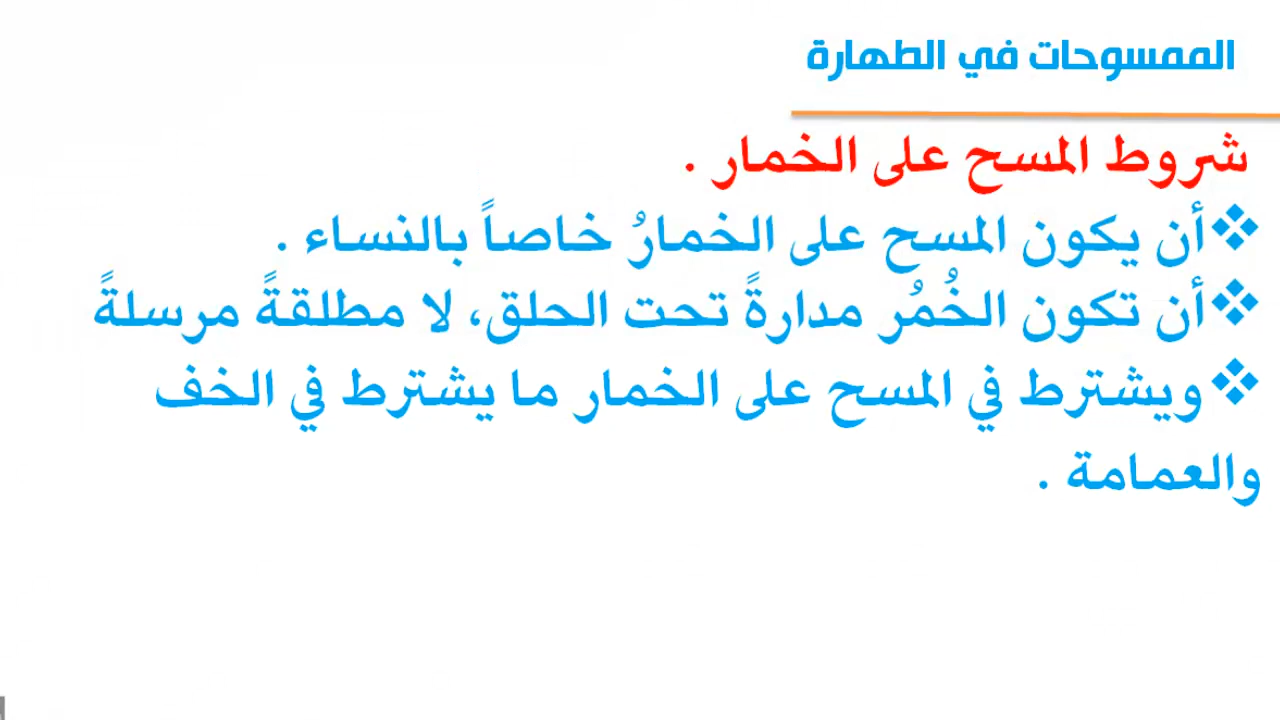 الممسوحات في الطهارة
شروط المسح على الخمار .
❖أن يكون المسح على الخمارُ خاصاً بالنساء .
❖أن تكون الخُمُر مدارةً تحت الحلق، لا مطلقةً مرسلةً
❖ويشترط في المسح على الخمار ما يشترط في الخف
والعمامة .